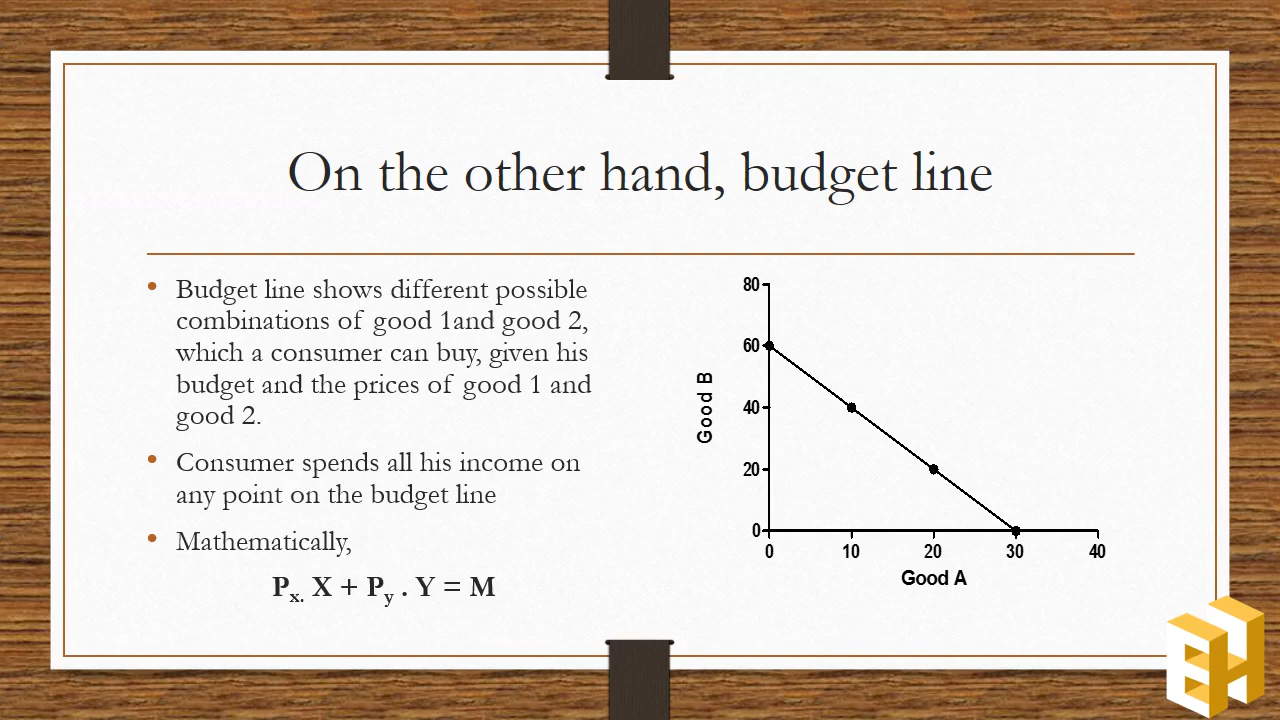 On the other hand, budget line
• Budget line shows different possible
combinations of good 1and good 2,
which a consumer can buy, given his
budget and the prices of good 1 and
good 2.
• Consumer spends all his income on
any point on the budget line
• Mathematically,
Px. X + Py . Y = M
80
60
40
20
0
Good B
0 10 20 30 40
Good A
EH